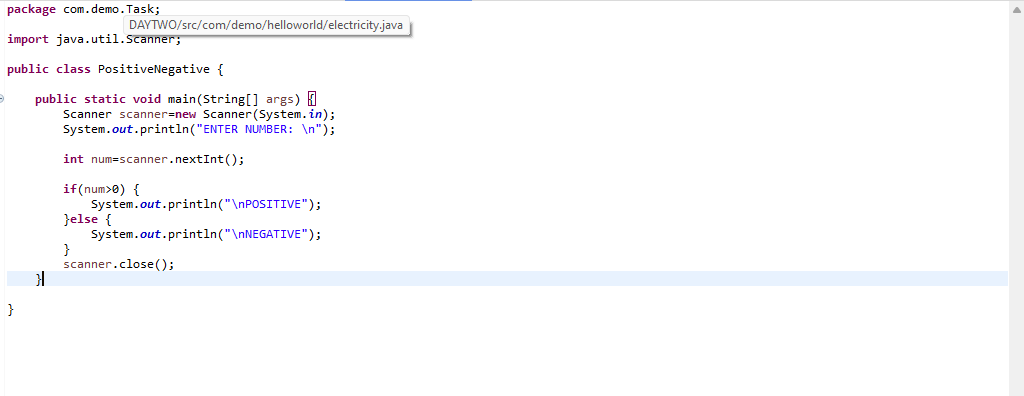 package com.demo.Task;
DAYTWO/src/com/demo/helloworld/electricity.java
import java.util.Scanner;
public class PositiveNegative {
public static void main(String[] args) {
Scanner scanner=new Scanner(System.in);
System.out.println("ENTER NUMBER: \n");
int num=scanner.nextInt();
if(num>0) {
System.out.println("\nPOSITIVE");
}else {
System.out.println("\nNEGATIVE");
}
scanner.close();
}
}